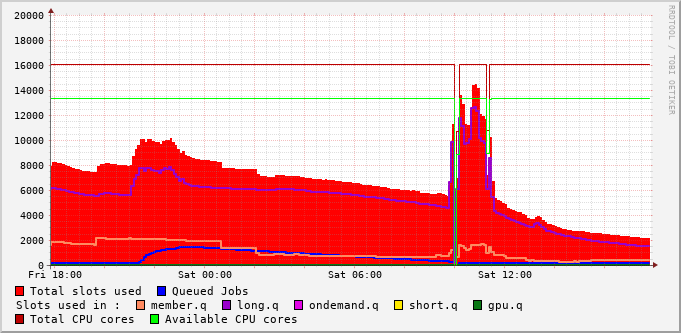 20000
18000
16000
14000
12000
10000
8000
6000
4000
2000
0
Fri 18:00 Sat 00:00 Sat 06:00 Sat 12:00
Total slots used Queued Jobs
Slots used in : member.q long.q ondemand.q short.q gpu.q
Total CPU cores Available CPU cores
RRDTOOL / TOBI OETIKER